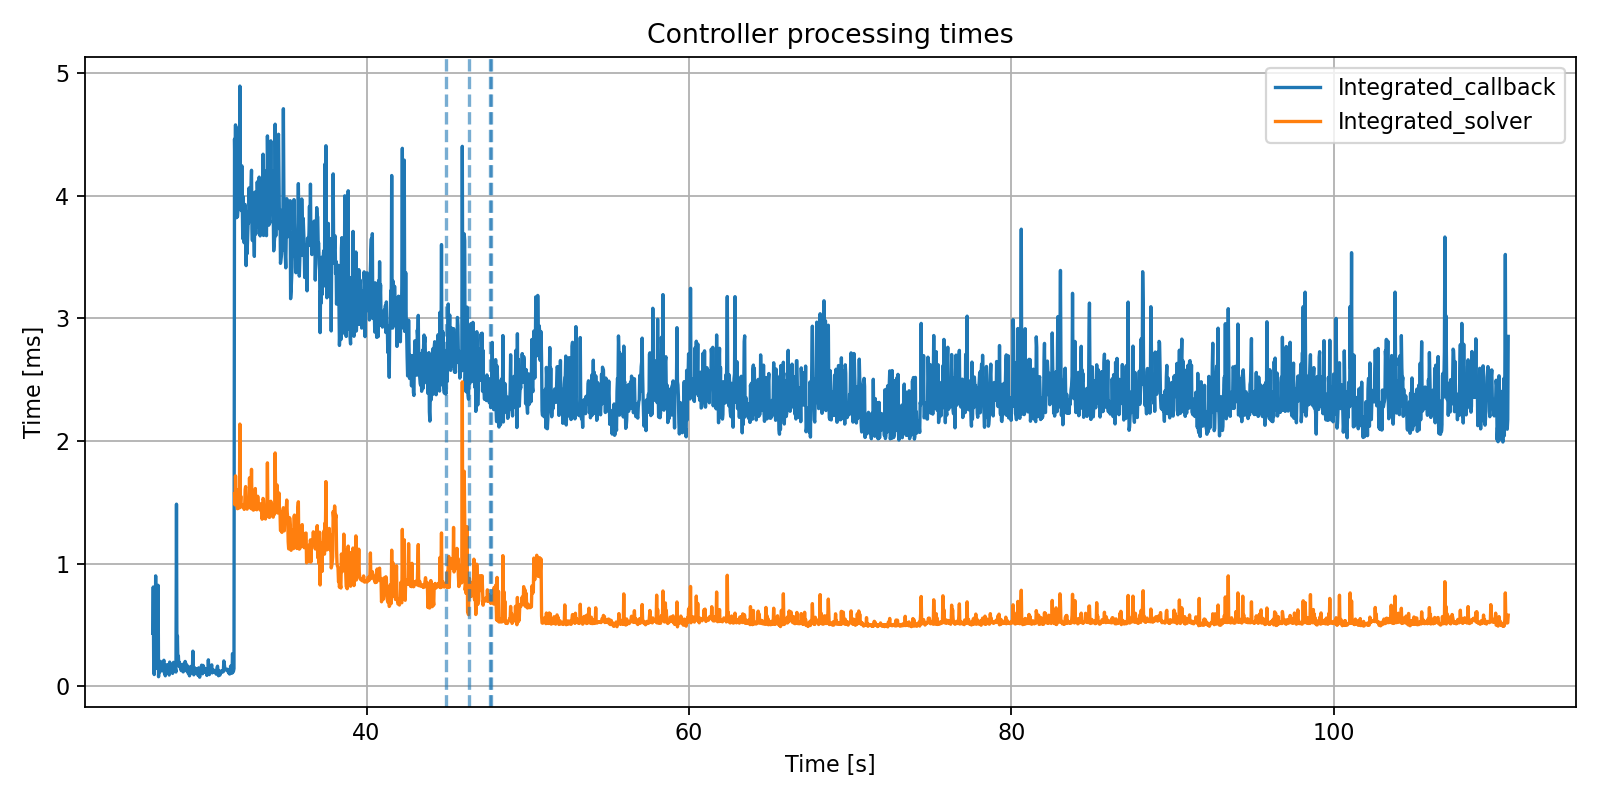 Controller processing times
Integrated_callback
Integrated_solver
Time [ms]
5
4
3
2
1
0
40
60
80
100
Time [s]